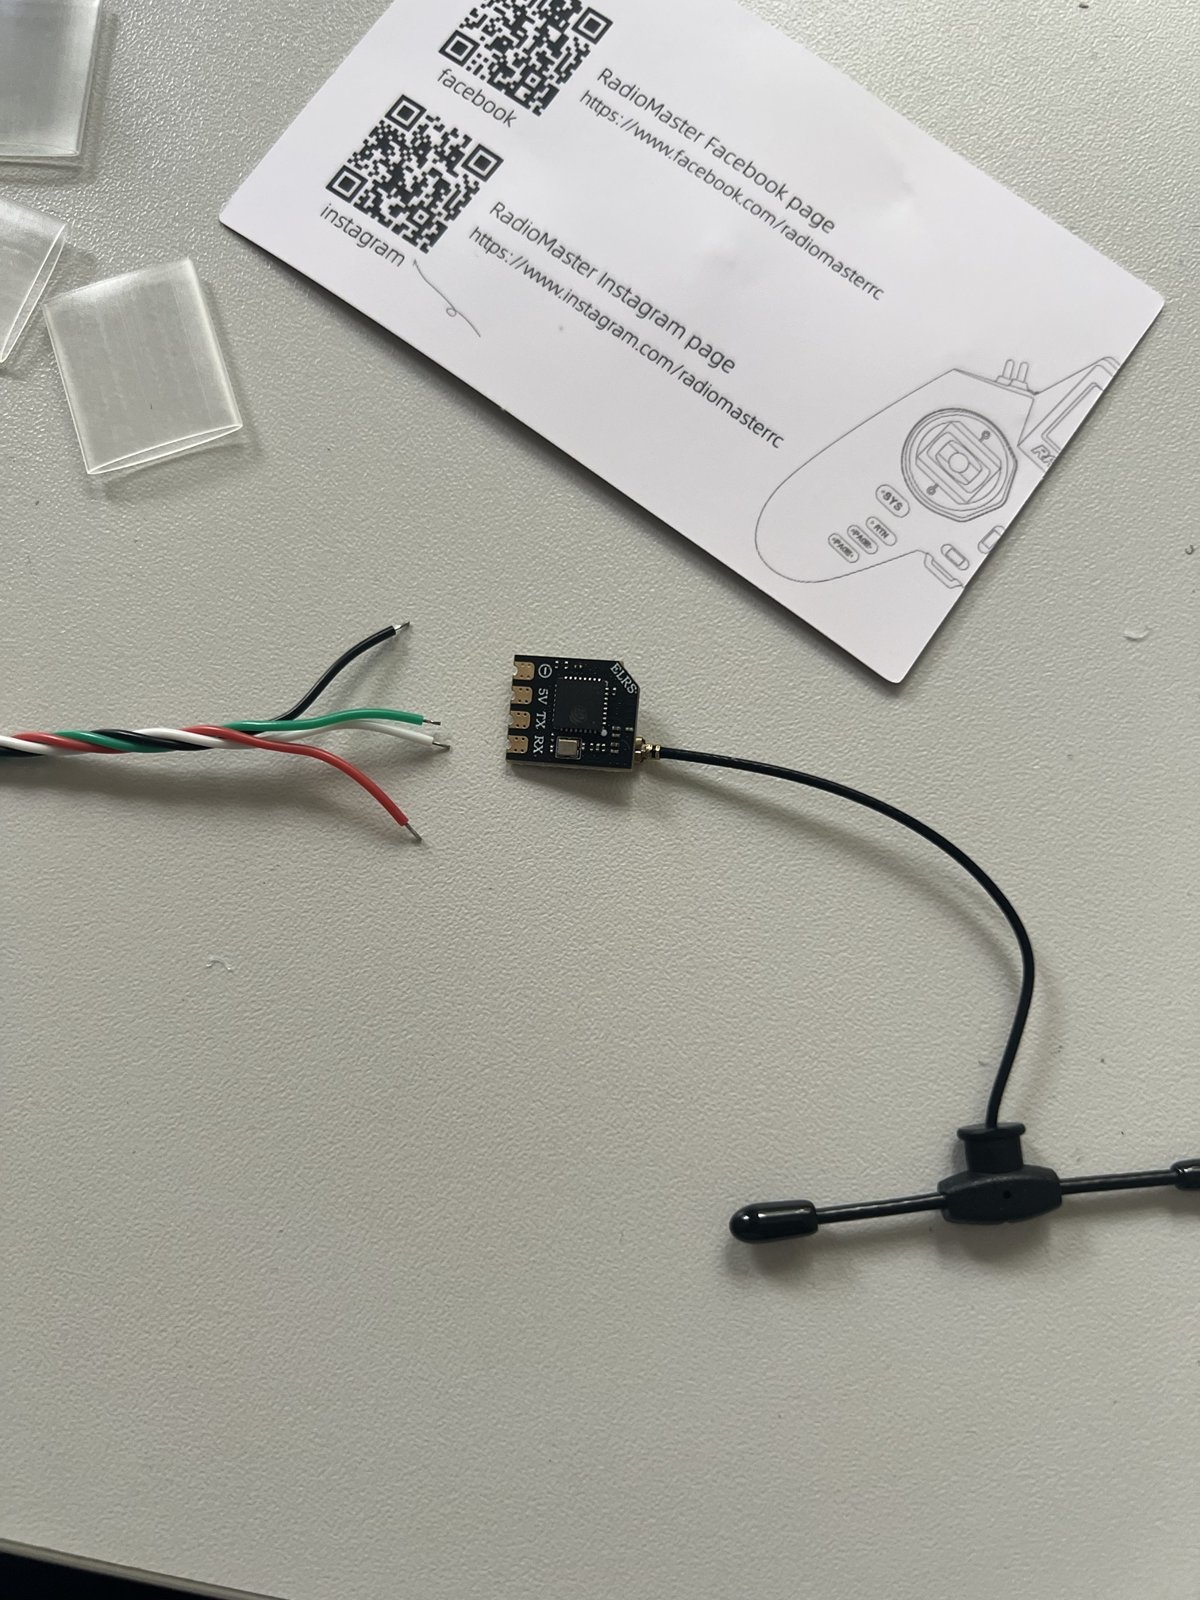 facebook
RadioMaster Facebook page
https://www.facebook.com/radiomasterrc
instagram
RadioMaster Instagram page
https://www.instagram.com/radiomasterrc
SYS
RTN
PAGE
PAGE
ELRS
5V
TX
RX